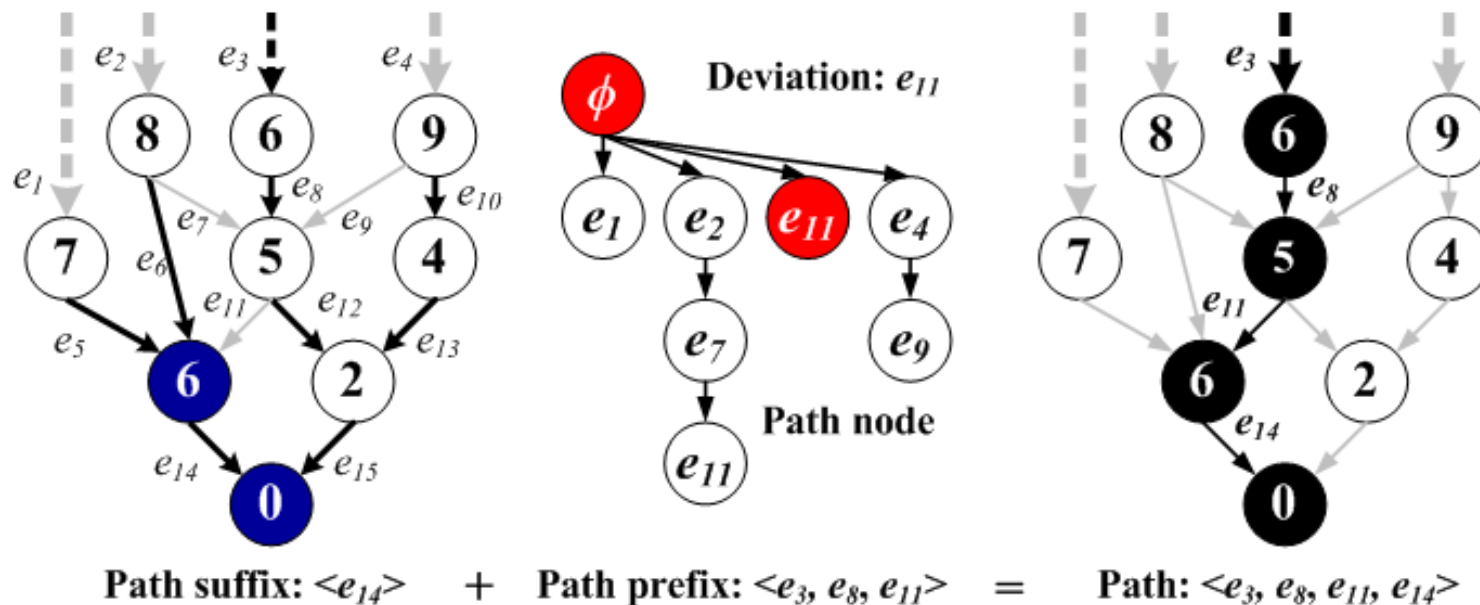 e2 e3 e4
8 6 9
e1 e7 e8 e9 e10
7 e6 5 4
e5 e11 e12 e13
6 2
e14 e15
0
Deviation: e11
ϕ
e1 e2 e11 e4
e7 e9
Path node
e11
e3
8 6 9
e8
7 5 4
e11
6 2
e14
0
Path suffix: <e14> + Path prefix: <e3, e8, e11> = Path: <e3, e8, e11, e14>